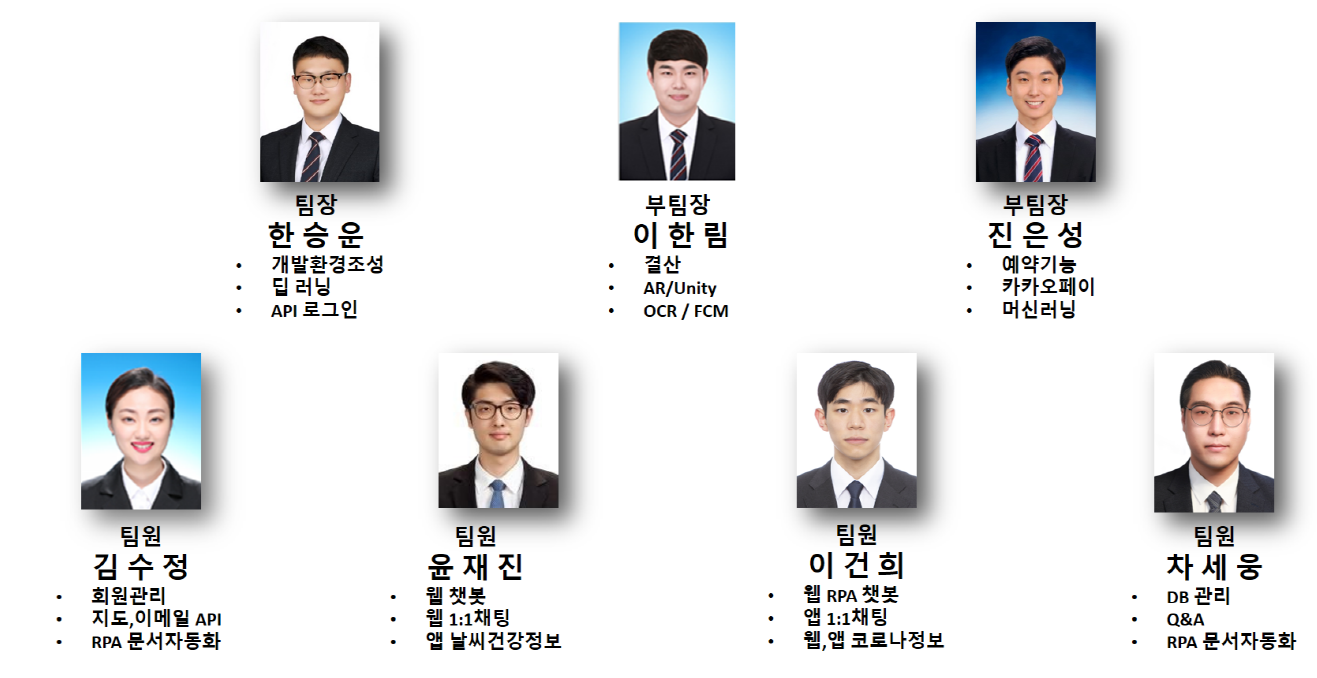 팀장
한 승 운
• 개발환경조성
• 딥 러닝
• API 로그인
부팀장
이 한 림
• 결산
• AR/Unity
• OCR / FCM
부팀장
진 은 성
• 예약기능
• 카카오페이
• 머신러닝
팀원
김 수 정
• 회원관리
• 지도,이메일 API
• RPA 문서자동화
팀원
윤 재 진
• 웹 챗봇
• 웹 1:1채팅
• 앱 날씨건강정보
팀원
이 건 희
• 웹 RPA 챗봇
• 앱 1:1채팅
• 웹,앱 코로나정보
팀원
차 세 웅
• DB 관리
• Q&A
• RPA 문서자동화